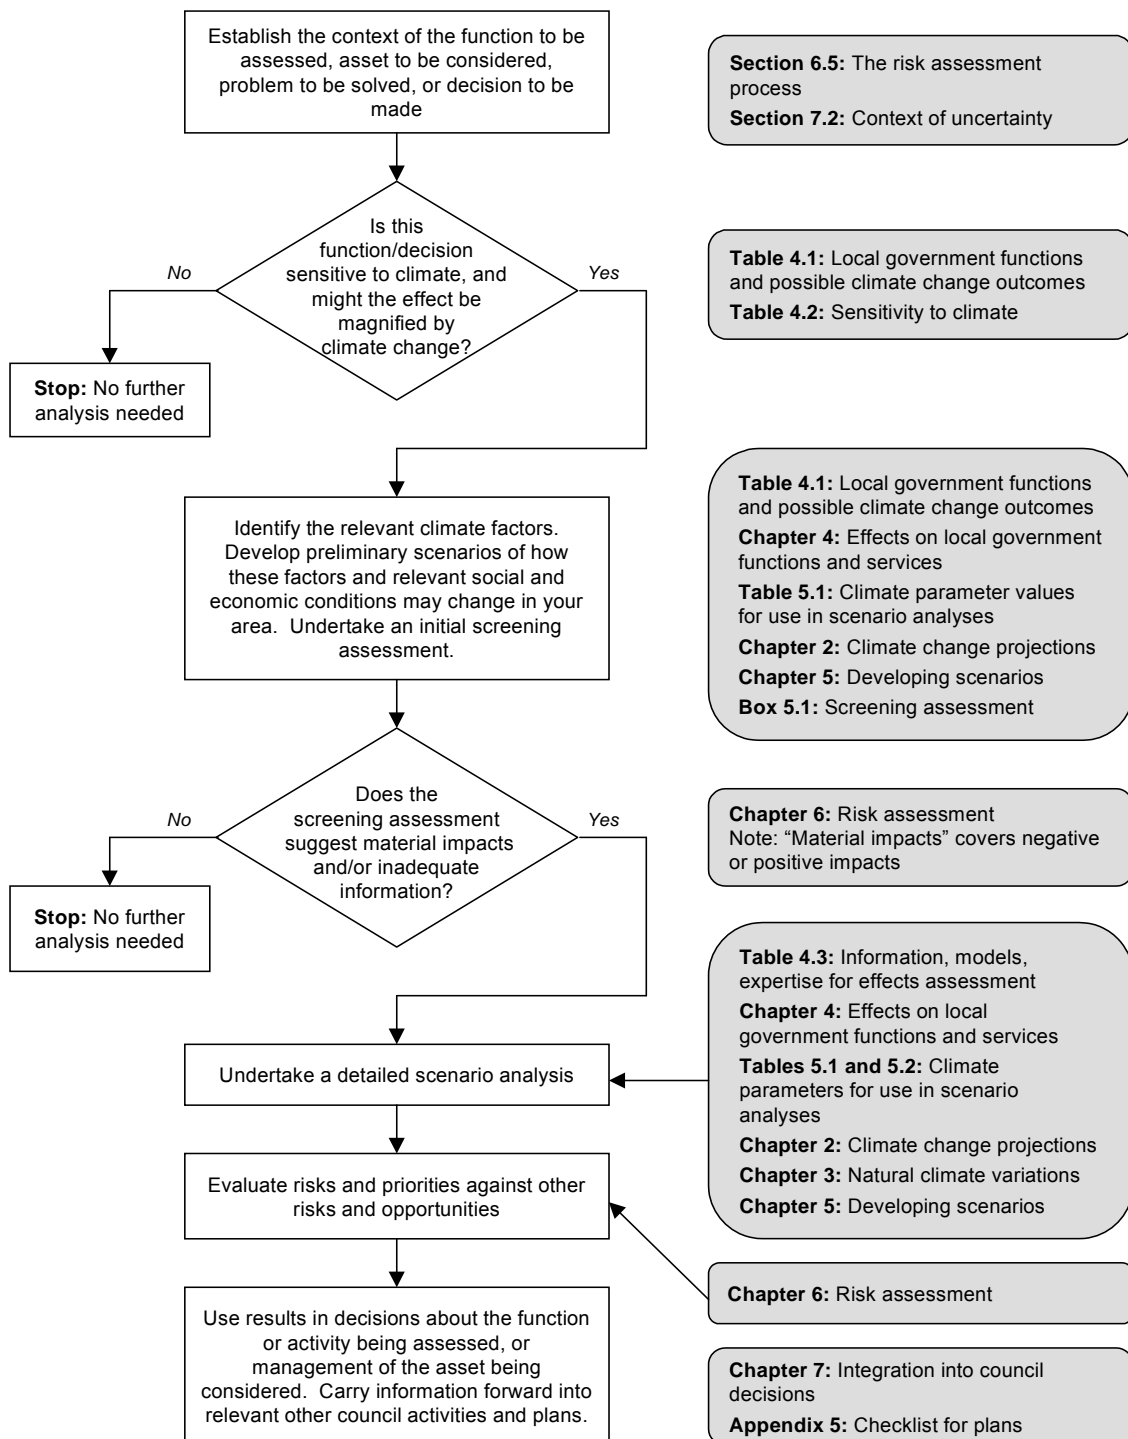 Establish the context of the function to be
assessed, asset to be considered,
problem to be solved, or decision to be
made
Section 6.5: The risk assessment
process
Section 7.2: Context of uncertainty
Is this
function/decision
sensitive to climate, and
might the effect be
magnified by
climate change?
No
Yes
Table 4.1: Local government functions
and possible climate change outcomes
Table 4.2: Sensitivity to climate
Stop: No further
analysis needed
Identify the relevant climate factors.
Develop preliminary scenarios of how
these factors and relevant social and
economic conditions may change in your
area.  Undertake an initial screening
assessment.
Table 4.1: Local government functions
and possible climate change outcomes
Chapter 4: Effects on local government
functions and services
Table 5.1: Climate parameter values
for use in scenario analyses
Chapter 2: Climate change projections
Chapter 5: Developing scenarios
Box 5.1: Screening assessment
Does the
screening assessment
suggest material impacts
and/or inadequate
information?
No
Yes
Chapter 6: Risk assessment
Note: “Material impacts” covers negative
or positive impacts
Stop: No further
analysis needed
Table 4.3: Information, models,
expertise for effects assessment
Chapter 4: Effects on local
government functions and services
Tables 5.1 and 5.2: Climate
parameters for use in scenario
analyses
Chapter 2: Climate change projections
Chapter 3: Natural climate variations
Chapter 5: Developing scenarios
Undertake a detailed scenario analysis
Evaluate risks and priorities against other
risks and opportunities
Chapter 6: Risk assessment
Use results in decisions about the function
or activity being assessed, or
management of the asset being
considered.  Carry information forward into
relevant other council activities and plans.
Chapter 7: Integration into council
decisions
Appendix 5: Checklist for plans